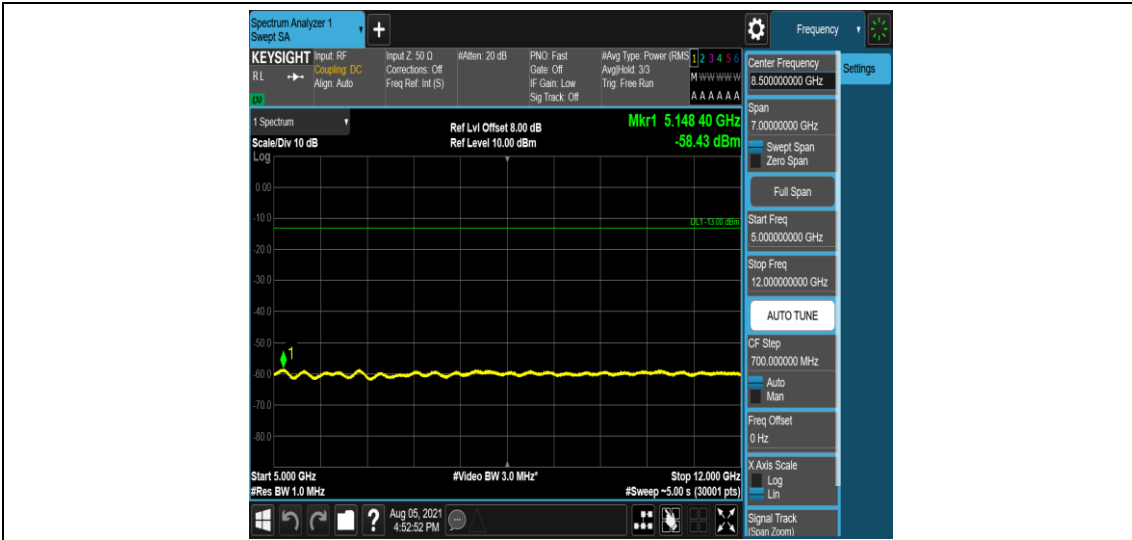 Spectrum Analyzer 1
Swept SA
+
Frequency
KEYSIGHT
RL
LXI
Input: RF
Coupling: DC
Align: Auto
Input Z: 50 Ω
Corrections: Off
Freq Ref: Int (S)
#Atten: 20 dB
PNO: Fast
Gate: Off
IF Gain: Low
Sig Track: Off
#Avg Type: Power (RMS
Avg|Hold: 3/3
Trig: Free Run
1 2 3 4 5 6
M W W W W W
A A A A A A
1 Spectrum
Scale/Div 10 dB
Log
Ref Lvl Offset 8.00 dB
Ref Level 10.00 dBm
Mkr1 5.148 40 GHz
-58.43 dBm
0.00
-10.0
DL1 -13.00 dBm
-20.0
-30.0
-40.0
-50.0
1
-60.0
-70.0
-80.0
Start 5.000 GHz
#Res BW 1.0 MHz
#Video BW 3.0 MHz*
Stop 12.000 GHz
#Sweep ~5.00 s (30001 pts)
?
Aug 05, 2021
4:52:52 PM
Center Frequency
8.500000000 GHz
Settings
Span
7.00000000 GHz
Swept Span
Zero Span
Full Span
Start Freq
5.000000000 GHz
Stop Freq
12.000000000 GHz
AUTO TUNE
CF Step
700.000000 MHz
Auto
Man
Freq Offset
0 Hz
X Axis Scale
Log
Lin
Signal Track
(Span Zoom)